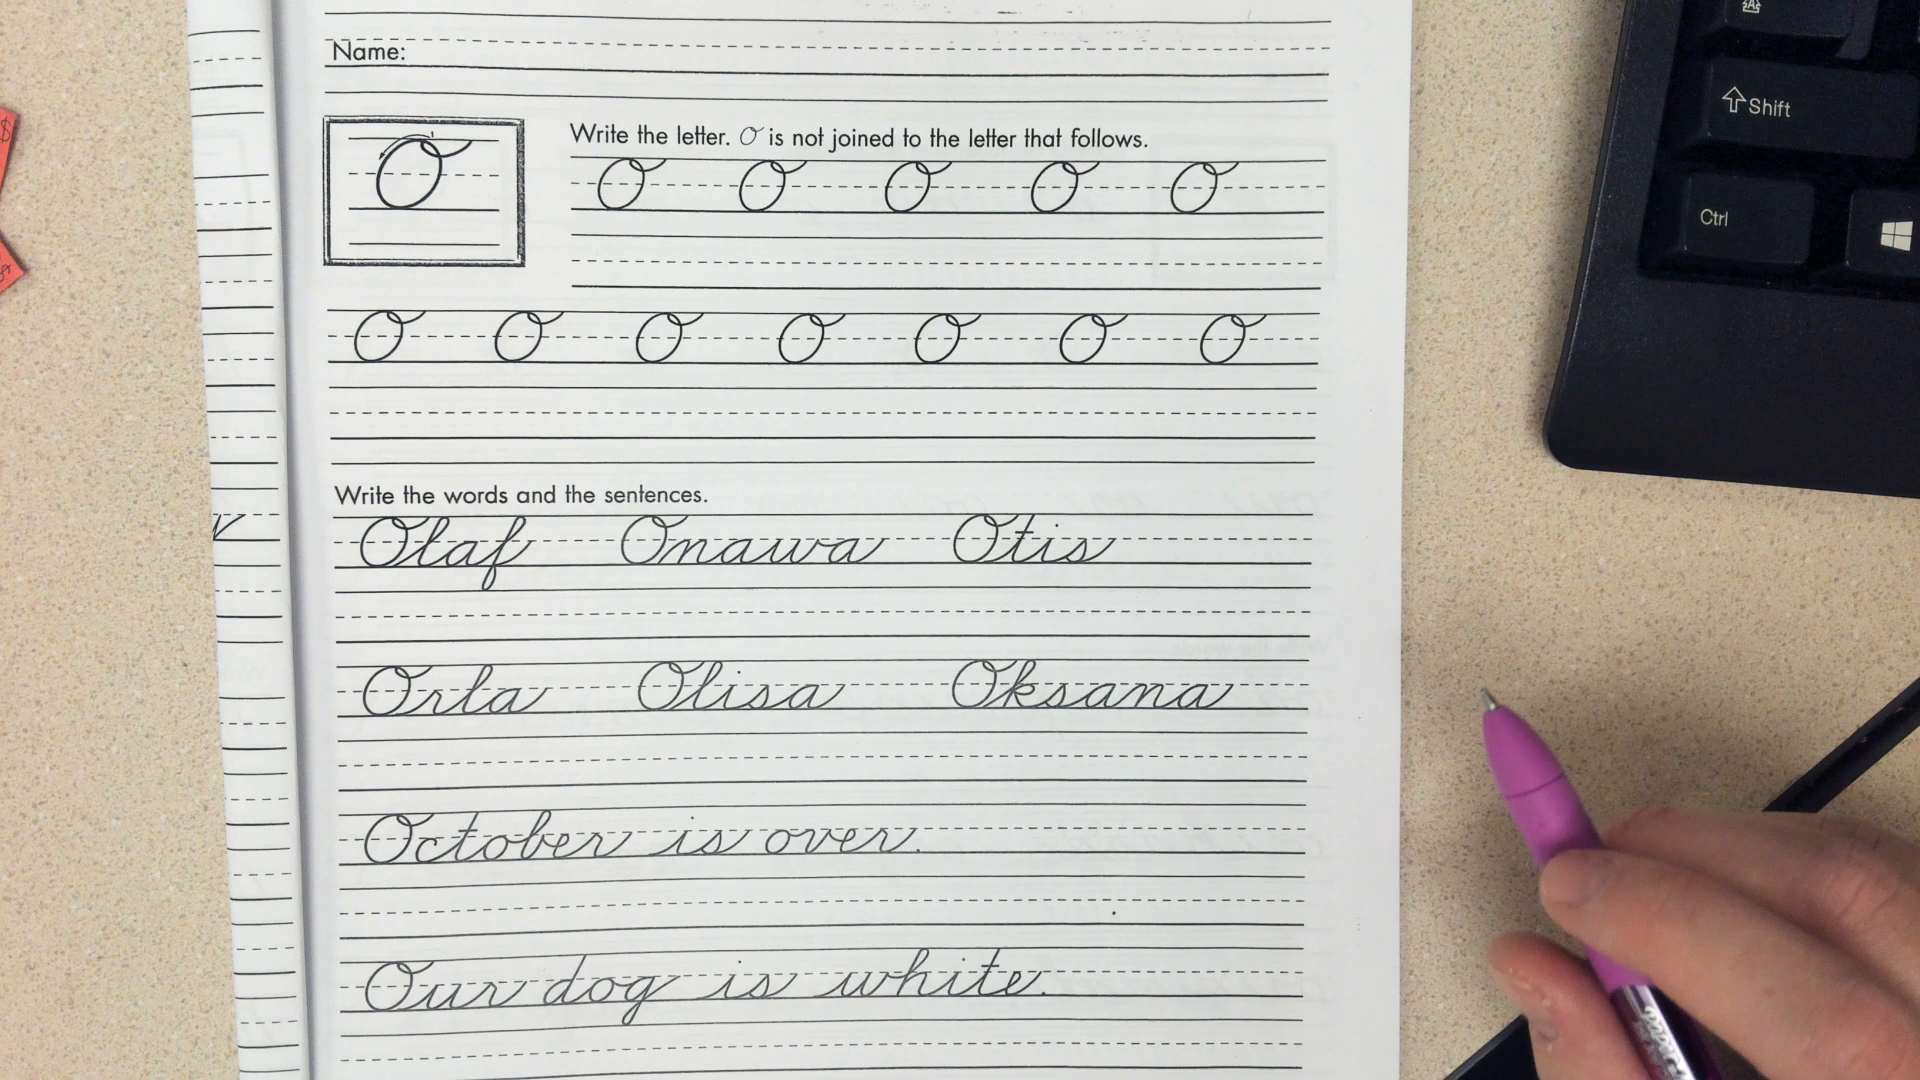 Name:
Write the letter. O is not joined to the letter that follows.
O O O O O O
O O O O O O O
Write the words and the sentences.
Olaf Onawa Otis
Orla Olisa Oksana
October is over.
Our dog is white.
Shift
Ctrl